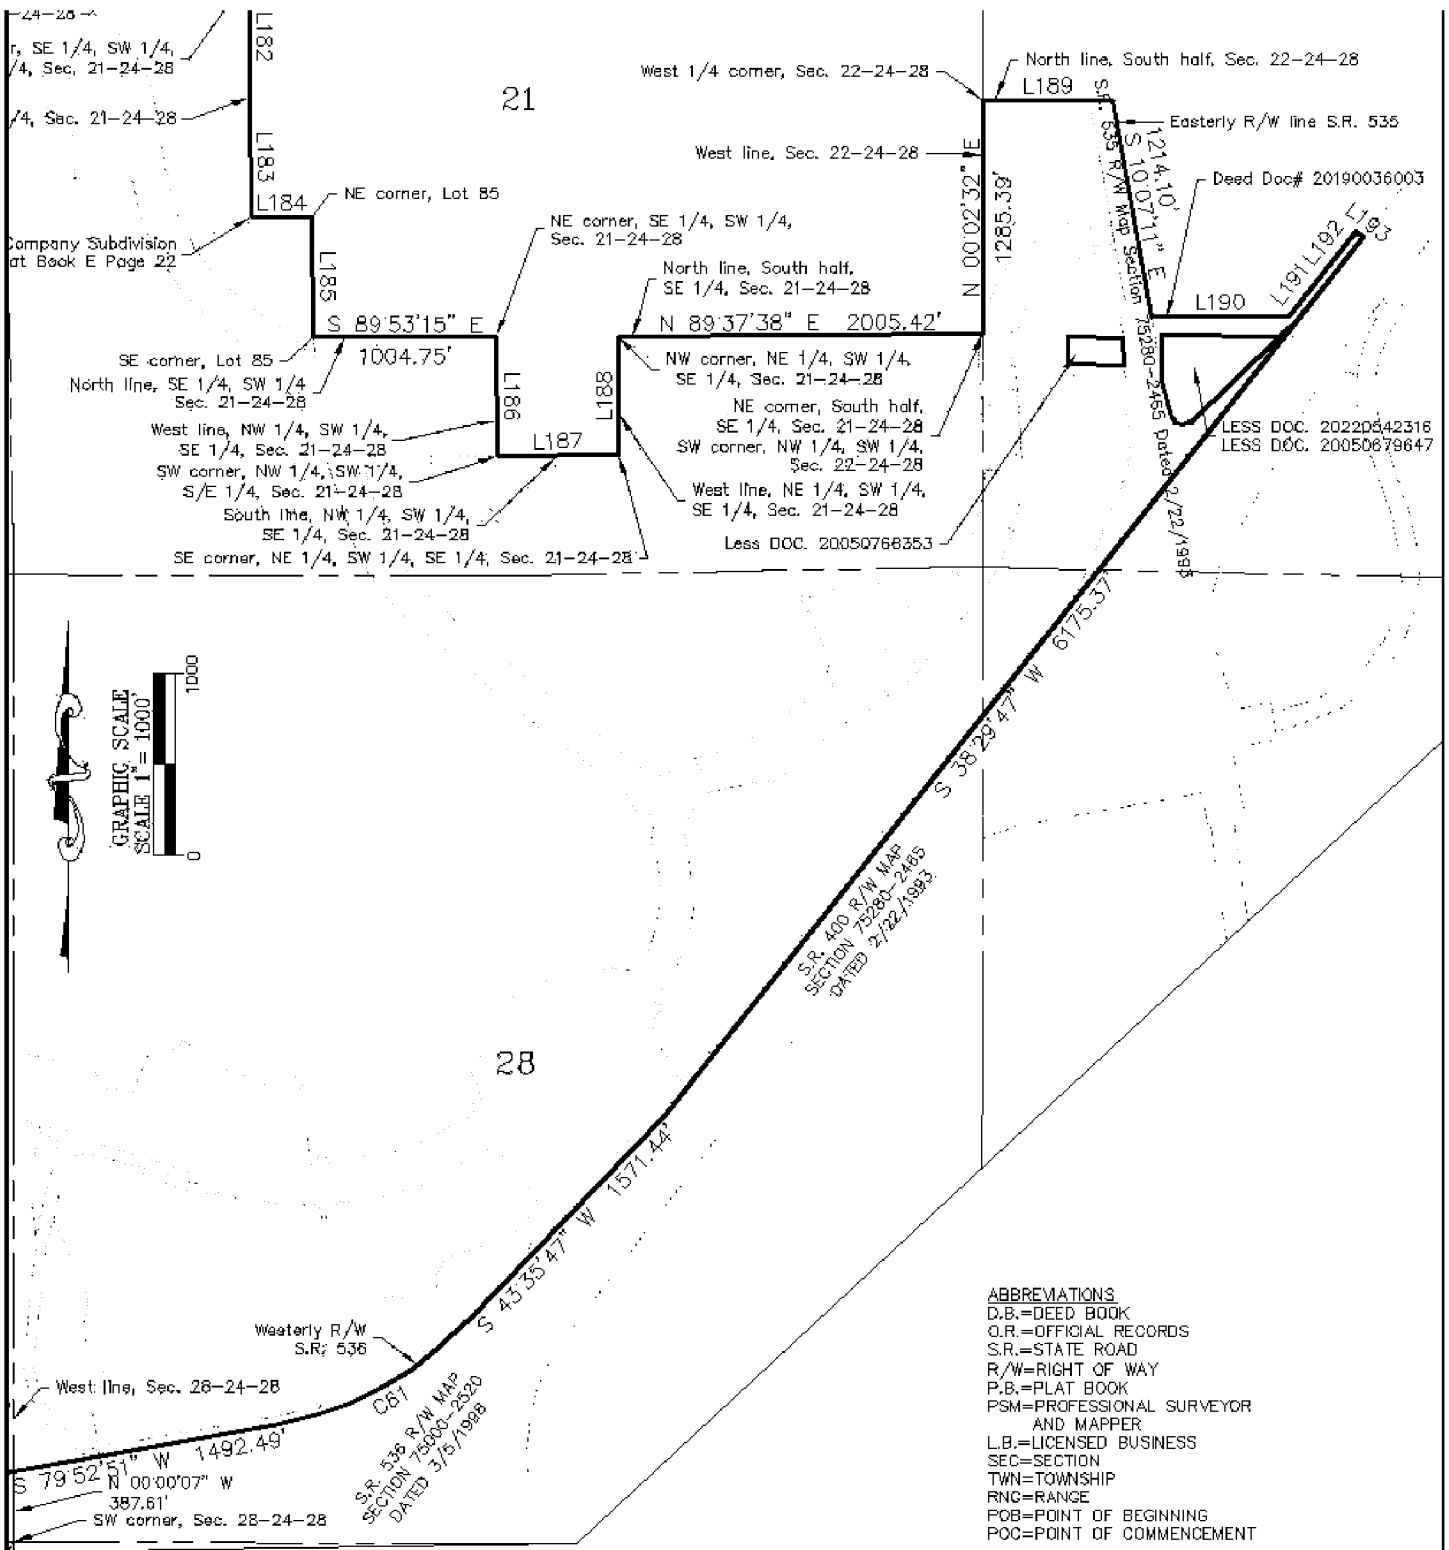 L182
SE 1/4, SW 1/4,
Sec. 21-24-28
Sec. 21-24-28
L183
L184
NE corner, Lot 85
Company Subdivision
at Book E Page 22
L185
21
West 1/4 corner, Sec. 22-24-28
North line, South half, Sec. 22-24-28
L189
Easterly R/W line S.R. 535
West line, Sec. 22-24-28
N 00°02'32" E
1285.39'
1214.10'
S 10°07'11" E
S.R. 535 R/W Map Section 75280-2465 Dated 2/22/1993
Deed Doc# 20190036003
L190
L191
L192
L193
NE corner, SE 1/4, SW 1/4,
Sec. 21-24-28
North line, South half,
SE 1/4, Sec. 21-24-28
S 89°53'15" E
1004.75'
N 89°37'38" E 2005.42'
SE corner, Lot 85
North line, SE 1/4, SW 1/4
Sec. 21-24-28
L186
L188
NW corner, NE 1/4, SW 1/4,
SE 1/4, Sec. 21-24-28
NE corner, South half,
SE 1/4, Sec. 21-24-28
SW corner, NW 1/4, SW 1/4,
Sec. 22-24-28
LESS DOC. 20220542316
LESS DOC. 20050679647
West line, NW 1/4, SW 1/4,
SE 1/4, Sec. 21-24-28
L187
SW corner, NW 1/4, SW 1/4,
S/E 1/4, Sec. 21-24-28
West line, NE 1/4, SW 1/4,
SE 1/4, Sec. 21-24-28
South line, NW 1/4, SW 1/4,
SE 1/4, Sec. 21-24-28
Less DOC. 20050766353
SE corner, NE 1/4, SW 1/4, SE 1/4, Sec. 21-24-28
GRAPHIC SCALE
SCALE 1"= 1000'
1000
0
S 38°29'47" W 6175.37'
S.R. 400 R/W MAP
SECTION 75280-2465
DATED 2/22/1993
28
S 43°35'47" W 1571.44'
Westerly R/W
S.R. 536
C61
S.R. 536 R/W MAP
SECTION 75000-2520
DATED 3/5/1998
West line, Sec. 28-24-28
S 79°52'51" W 1492.49'
N 00°00'07" W
387.61'
SW corner, Sec. 28-24-28
ABBREVIATIONS
D.B.=DEED BOOK
O.R.=OFFICIAL RECORDS
S.R.=STATE ROAD
R/W=RIGHT OF WAY
P.B.=PLAT BOOK
PSM=PROFESSIONAL SURVEYOR
AND MAPPER
L.B.=LICENSED BUSINESS
SEC=SECTION
TWN=TOWNSHIP
RNG=RANGE
POB=POINT OF BEGINNING
POC=POINT OF COMMENCEMENT